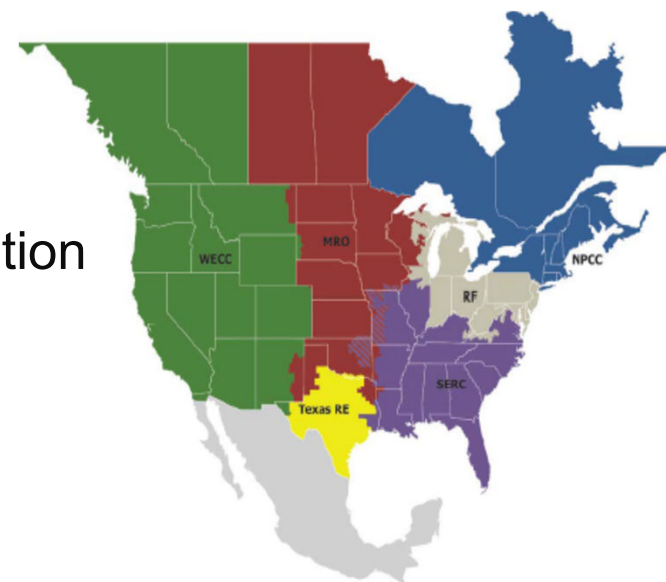 tion
MRO
WECC
NPCC
RF
SERC
Texas RE